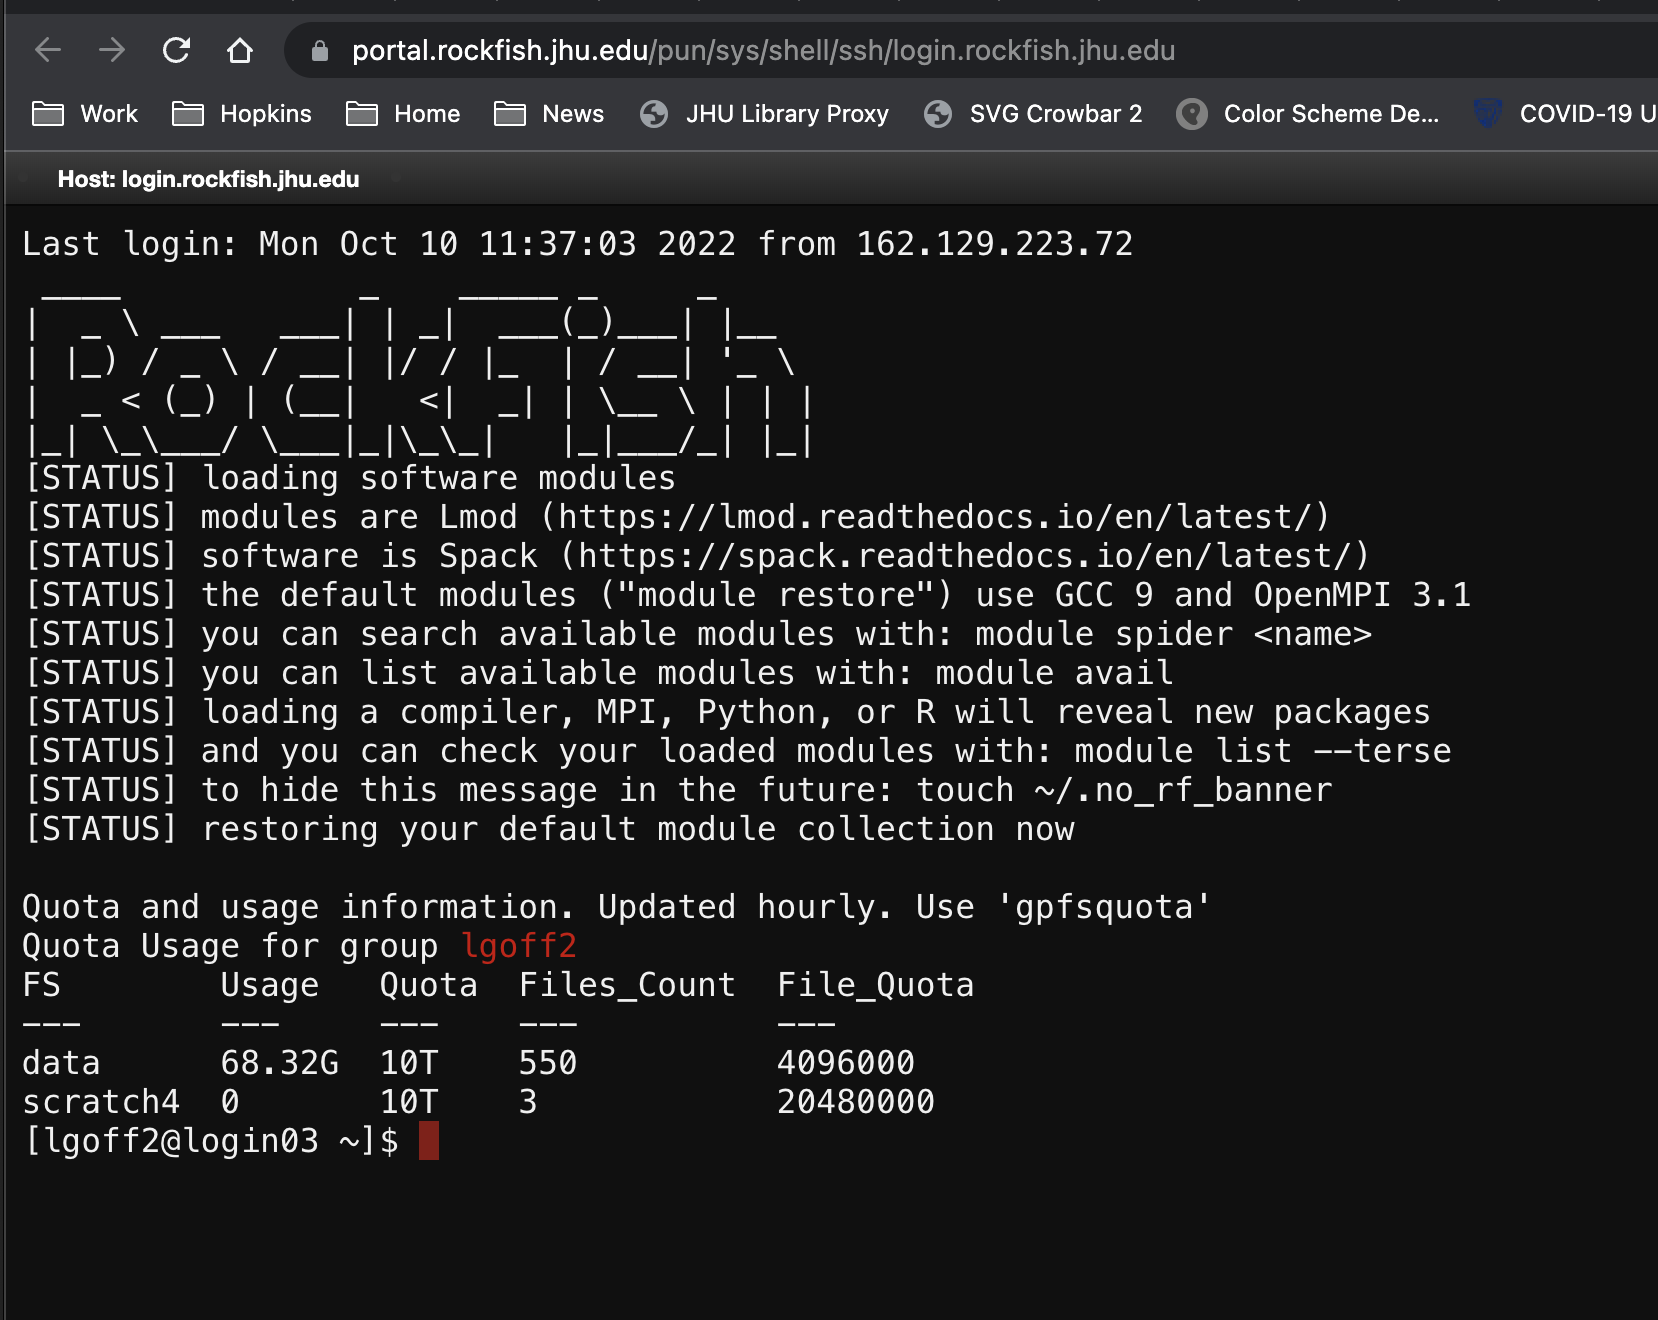 portal.rockfish.jhu.edu/pun/sys/shell/ssh/login.rockfish.jhu.edu
Work Hopkins Home News JHU Library Proxy SVG Crowbar 2 Color Scheme De... COVID-19 U
Host: login.rockfish.jhu.edu
Last login: Mon Oct 10 11:37:03 2022 from 162.129.223.72
RockFish
[STATUS] loading software modules
[STATUS] modules are Lmod (https://lmod.readthedocs.io/en/latest/)
[STATUS] software is Spack (https://spack.readthedocs.io/en/latest/)
[STATUS] the default modules ("module restore") use GCC 9 and OpenMPI 3.1
[STATUS] you can search available modules with: module spider <name>
[STATUS] you can list available modules with: module avail
[STATUS] loading a compiler, MPI, Python, or R will reveal new packages
[STATUS] and you can check your loaded modules with: module list --terse
[STATUS] to hide this message in the future: touch ~/.no_rf_banner
[STATUS] restoring your default module collection now
Quota and usage information. Updated hourly. Use 'gpfsquota'
Quota Usage for group lgoff2
FS Usage Quota Files_Count File_Quota
--- --- --- --- ---
data 68.32G 10T 550 4096000
scratch4 0 10T 3 20480000
[lgoff2@login03 ~]$